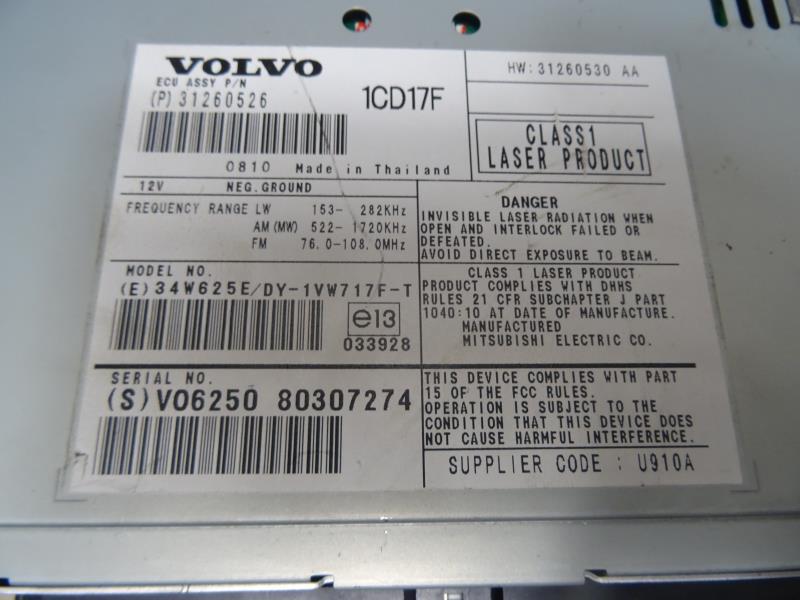 VOLVO
ECU ASSY P/N
(P) 31260526
1CD17F
0810 Made in Thailand
HW:31260530 AA
CLASS1
LASER PRODUCT
12V NEG. GROUND
FREQUENCY RANGE LW 153- 282KHz
AM (MW) 522- 1720KHz
FM 76.0-108.0MHz
DANGER
INVISIBLE LASER RADIATION WHEN
OPEN AND INTERLOCK FAILED OR
DEFEATED.
AVOID DIRECT EXPOSURE TO BEAM.
MODEL NO.
(E) 34W625E/DY-1VW717F-T
e13
033928
CLASS 1 LASER PRODUCT
PRODUCT COMPLIES WITH DHHS
RULES 21 CFR SUBCHAPTER J PART
1040:10 AT DATE OF MANUFACTURE.
MANUFACTURED
MITSUBISHI ELECTRIC CO.
SERIAL NO.
(S) VO6250 80307274
THIS DEVICE COMPLIES WITH PART
15 OF THE FCC RULES.
OPERATION IS SUBJECT TO THE
CONDITION THAT THIS DEVICE DOES
NOT CAUSE HARMFUL INTERFERENCE.
SUPPLIER CODE : U910A